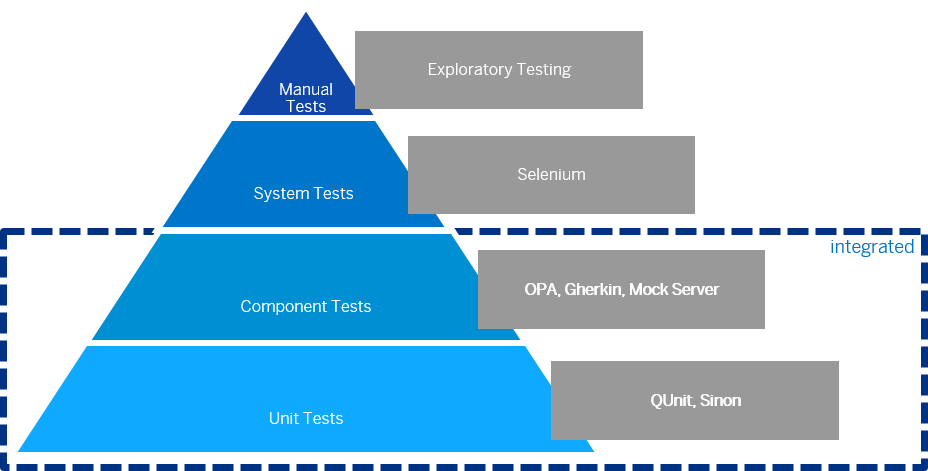 Exploratory Testing
Manual
Tests
Selenium
System Tests
integrated
OPA, Gherkin, Mock Server
Component Tests
QUnit, Sinon
Unit Tests